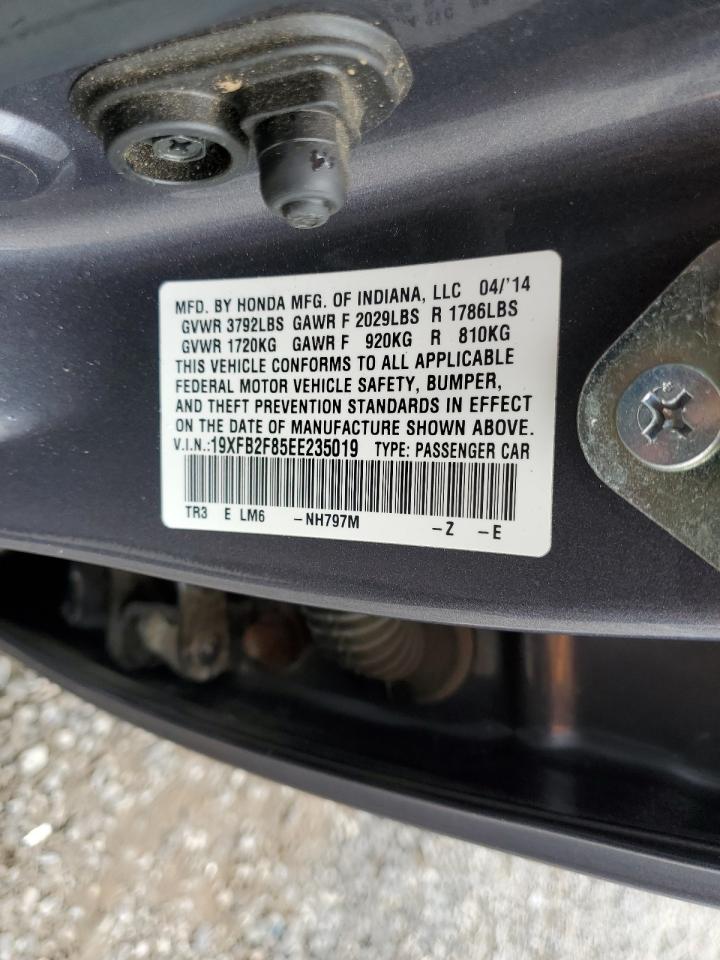 MFD. BY HONDA MFG. OF INDIANA, LLC 04/'14
GVWR 3792LBS GAWR F 2029LBS R 1786LBS
GVWR 1720KG GAWR F 920KG R 810KG
THIS VEHICLE CONFORMS TO ALL APPLICABLE
FEDERAL MOTOR VEHICLE SAFETY, BUMPER,
AND THEFT PREVENTION STANDARDS IN EFFECT
ON THE DATE OF MANUFACTURE SHOWN ABOVE.
V.I.N.:19XFB2F85EE235019 TYPE: PASSENGER CAR
TR3 E LM6 -NH797M -Z -E